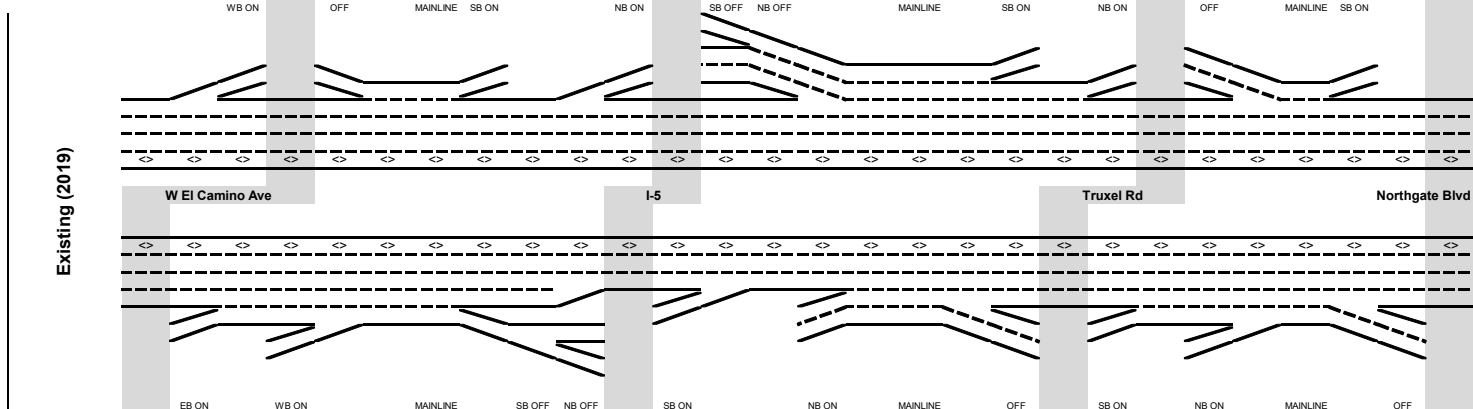 WB ON OFF MAINLINE SB ON NB ON SB OFF NB OFF MAINLINE SB ON NB ON OFF MAINLINE SB ON
<> <> <> <> <> <> <> <> <> <> <> <> <> <> <> <> <> <> <> <> <> <> <> <> <> <> <> <>
Existing (2019)
W El Camino Ave I-5 Truxel Rd Northgate Blvd
<> <> <> <> <> <> <> <> <> <> <> <> <> <> <> <> <> <> <> <> <> <> <> <> <> <> <> <>
EB ON WB ON MAINLINE SB OFF NB OFF SB ON NB ON MAINLINE OFF SB ON NB ON MAINLINE OFF